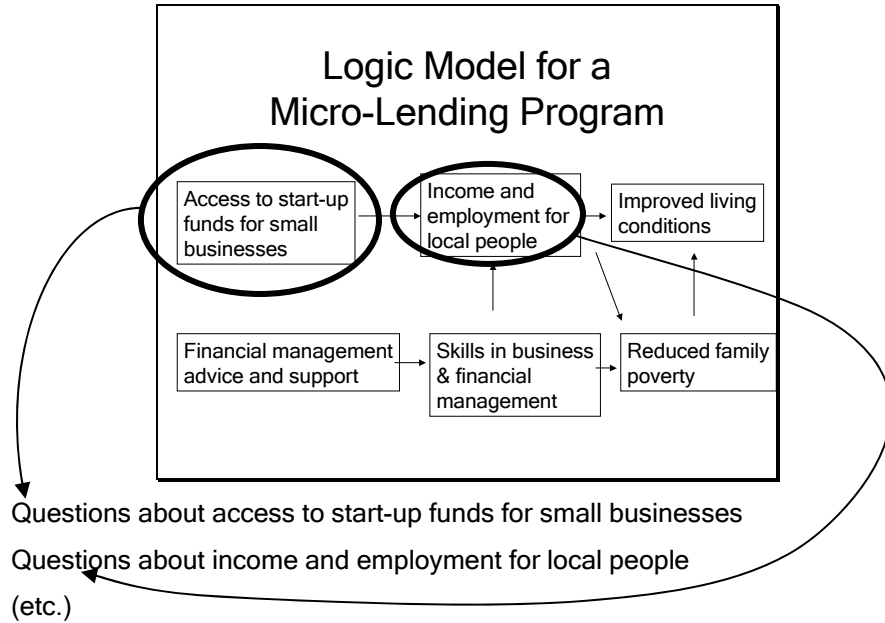 Logic Model for a
Micro-Lending Program
Access to start-up
funds for small
businesses
Income and
employment for
local people
Improved living
conditions
Financial management
advice and support
Skills in business
& financial
management
Reduced family
poverty
Questions about access to start-up funds for small businesses
Questions about income and employment for local people
(etc.)